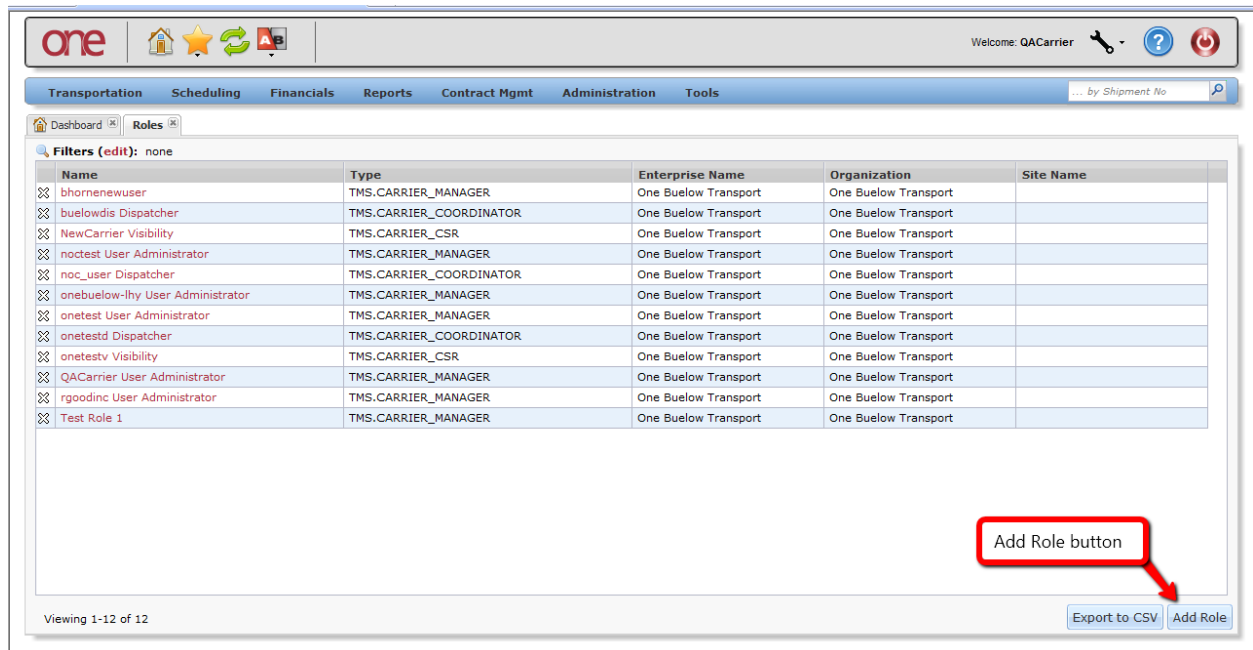 one Welcome: QACarrier
Transportation Scheduling Financials Reports Contract Mgmt Administration Tools ... by Shipment No
Dashboard Roles
Filters (edit): none
Name Type Enterprise Name Organization Site Name
bhornenewuser TMS.CARRIER_MANAGER One Buelow Transport One Buelow Transport
buelowdis Dispatcher TMS.CARRIER_COORDINATOR One Buelow Transport One Buelow Transport
NewCarrier Visibility TMS.CARRIER_CSR One Buelow Transport One Buelow Transport
noctest User Administrator TMS.CARRIER_MANAGER One Buelow Transport One Buelow Transport
noc_user Dispatcher TMS.CARRIER_COORDINATOR One Buelow Transport One Buelow Transport
onebuelow-lhy User Administrator TMS.CARRIER_MANAGER One Buelow Transport One Buelow Transport
onetest User Administrator TMS.CARRIER_MANAGER One Buelow Transport One Buelow Transport
onetestd Dispatcher TMS.CARRIER_COORDINATOR One Buelow Transport One Buelow Transport
onetestv Visibility TMS.CARRIER_CSR One Buelow Transport One Buelow Transport
QACarrier User Administrator TMS.CARRIER_MANAGER One Buelow Transport One Buelow Transport
rgoodinc User Administrator TMS.CARRIER_MANAGER One Buelow Transport One Buelow Transport
Test Role 1 TMS.CARRIER_MANAGER One Buelow Transport One Buelow Transport
Add Role button
Viewing 1-12 of 12 Export to CSV Add Role